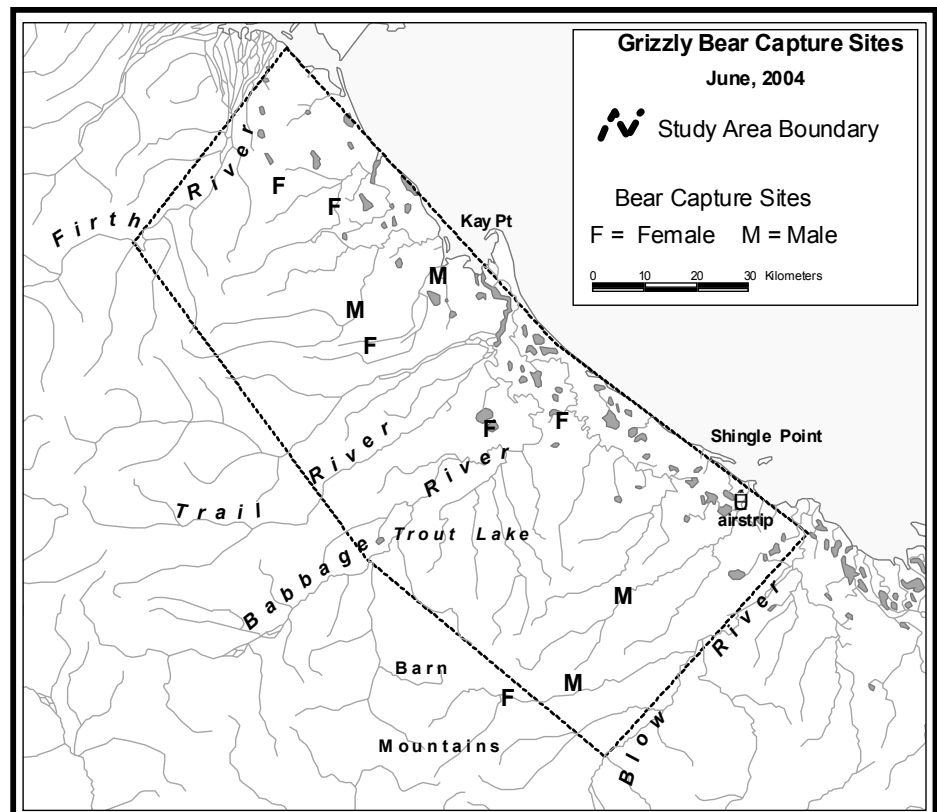 Grizzly Bear Capture Sites
June, 2004
Study Area Boundary
Bear Capture Sites
F = Female M = Male
0 10 20 30 Kilometers
Firth River
F
F
Kay Pt
M
M
F
F
F
Shingle Point
airstrip
Trail River
Babbage River
Trout Lake
M
Blow River
Barn
Mountains
M
F